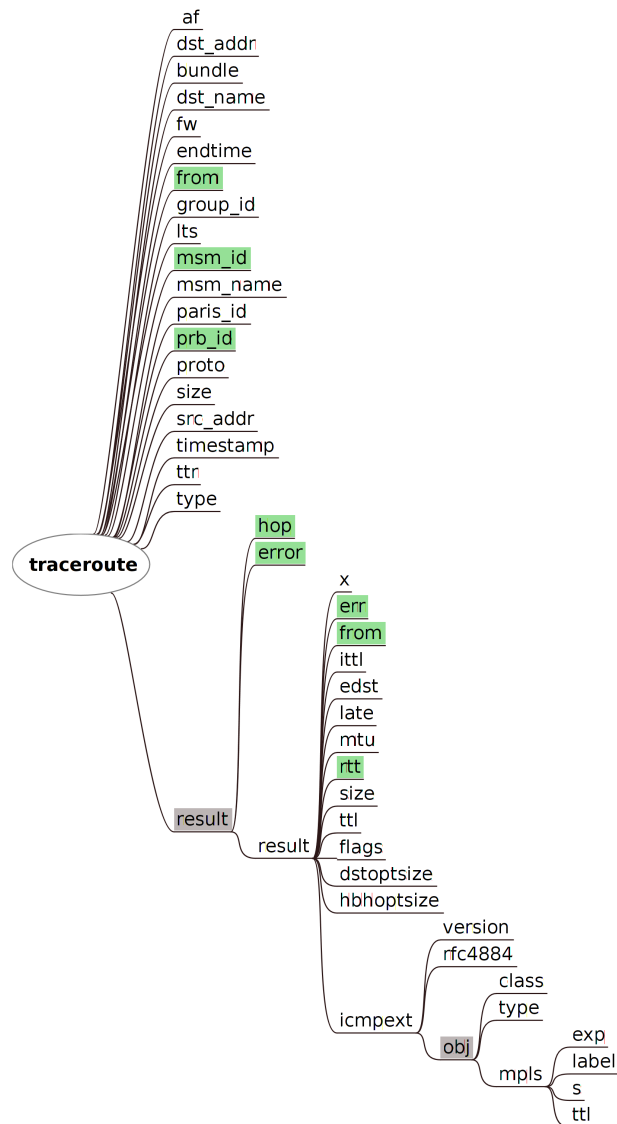 af
dst_addr
bundle
dst_name
fw
endtime
from
group_id
lts
msm_id
msm_name
paris_id
prb_id
proto
size
src_addr
timestamp
ttr
type
hop
error
traceroute
x
err
from
ittl
edst
late
mtu
rtt
size
result
ttl
result
flags
dstoptsize
hbhoptsize
version
rfc4884
class
type
icmpext
exp
obj
label
mpls
s
ttl